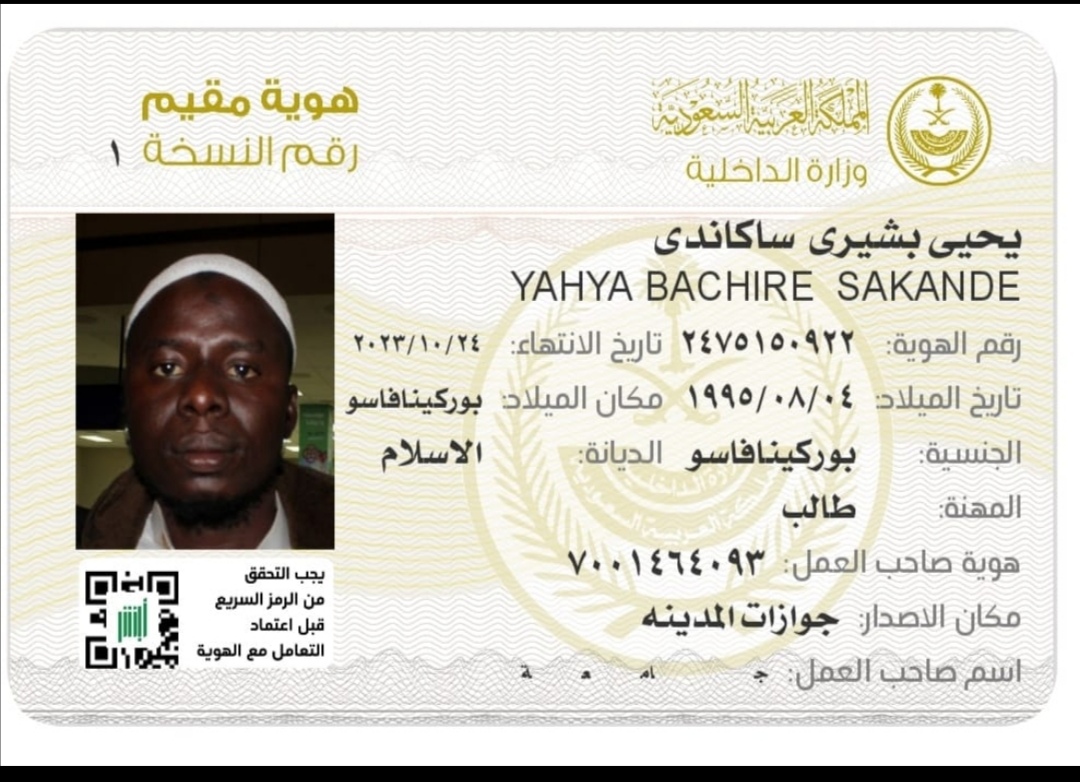 المملكة العربية السعودية
وزارة الداخلية
هوية مقيم
رقم النسخة ١
يحيى بشيرى ساكاندى
YAHYA BACHIRE SAKANDE
رقم الهوية: ٢٤٧٥١٥٠٩٢٢ تاريخ الانتهاء: ٢٠٢٣/١٠/٢٤
تاريخ الميلاد: ١٩٩٥/٠٨/٠٤ مكان الميلاد: بوركينافاسو
الجنسية: بوركينافاسو الديانة: الاسلام
المهنة: طالب
هوية صاحب العمل: ٧٠٠١٤٦٤٠٩٣
مكان الاصدار: جوازات المدينه
اسم صاحب العمل: ج امع ة
يجب التحقق
من الرمز السريع
قبل اعتماد
التعامل مع الهوية
أبشر